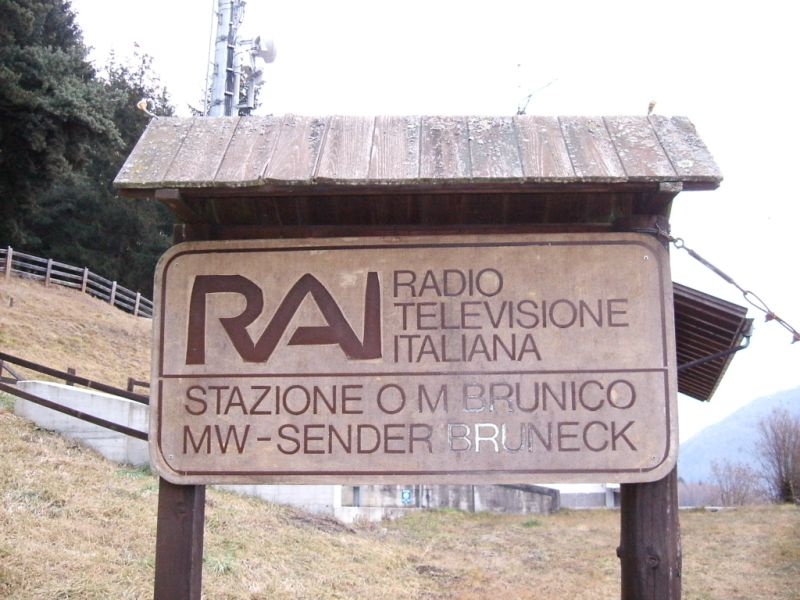 RAI
RADIO
TELEVISIONE
ITALIANA
STAZIONE O M BRUNICO
MW-SENDER BRUNECK